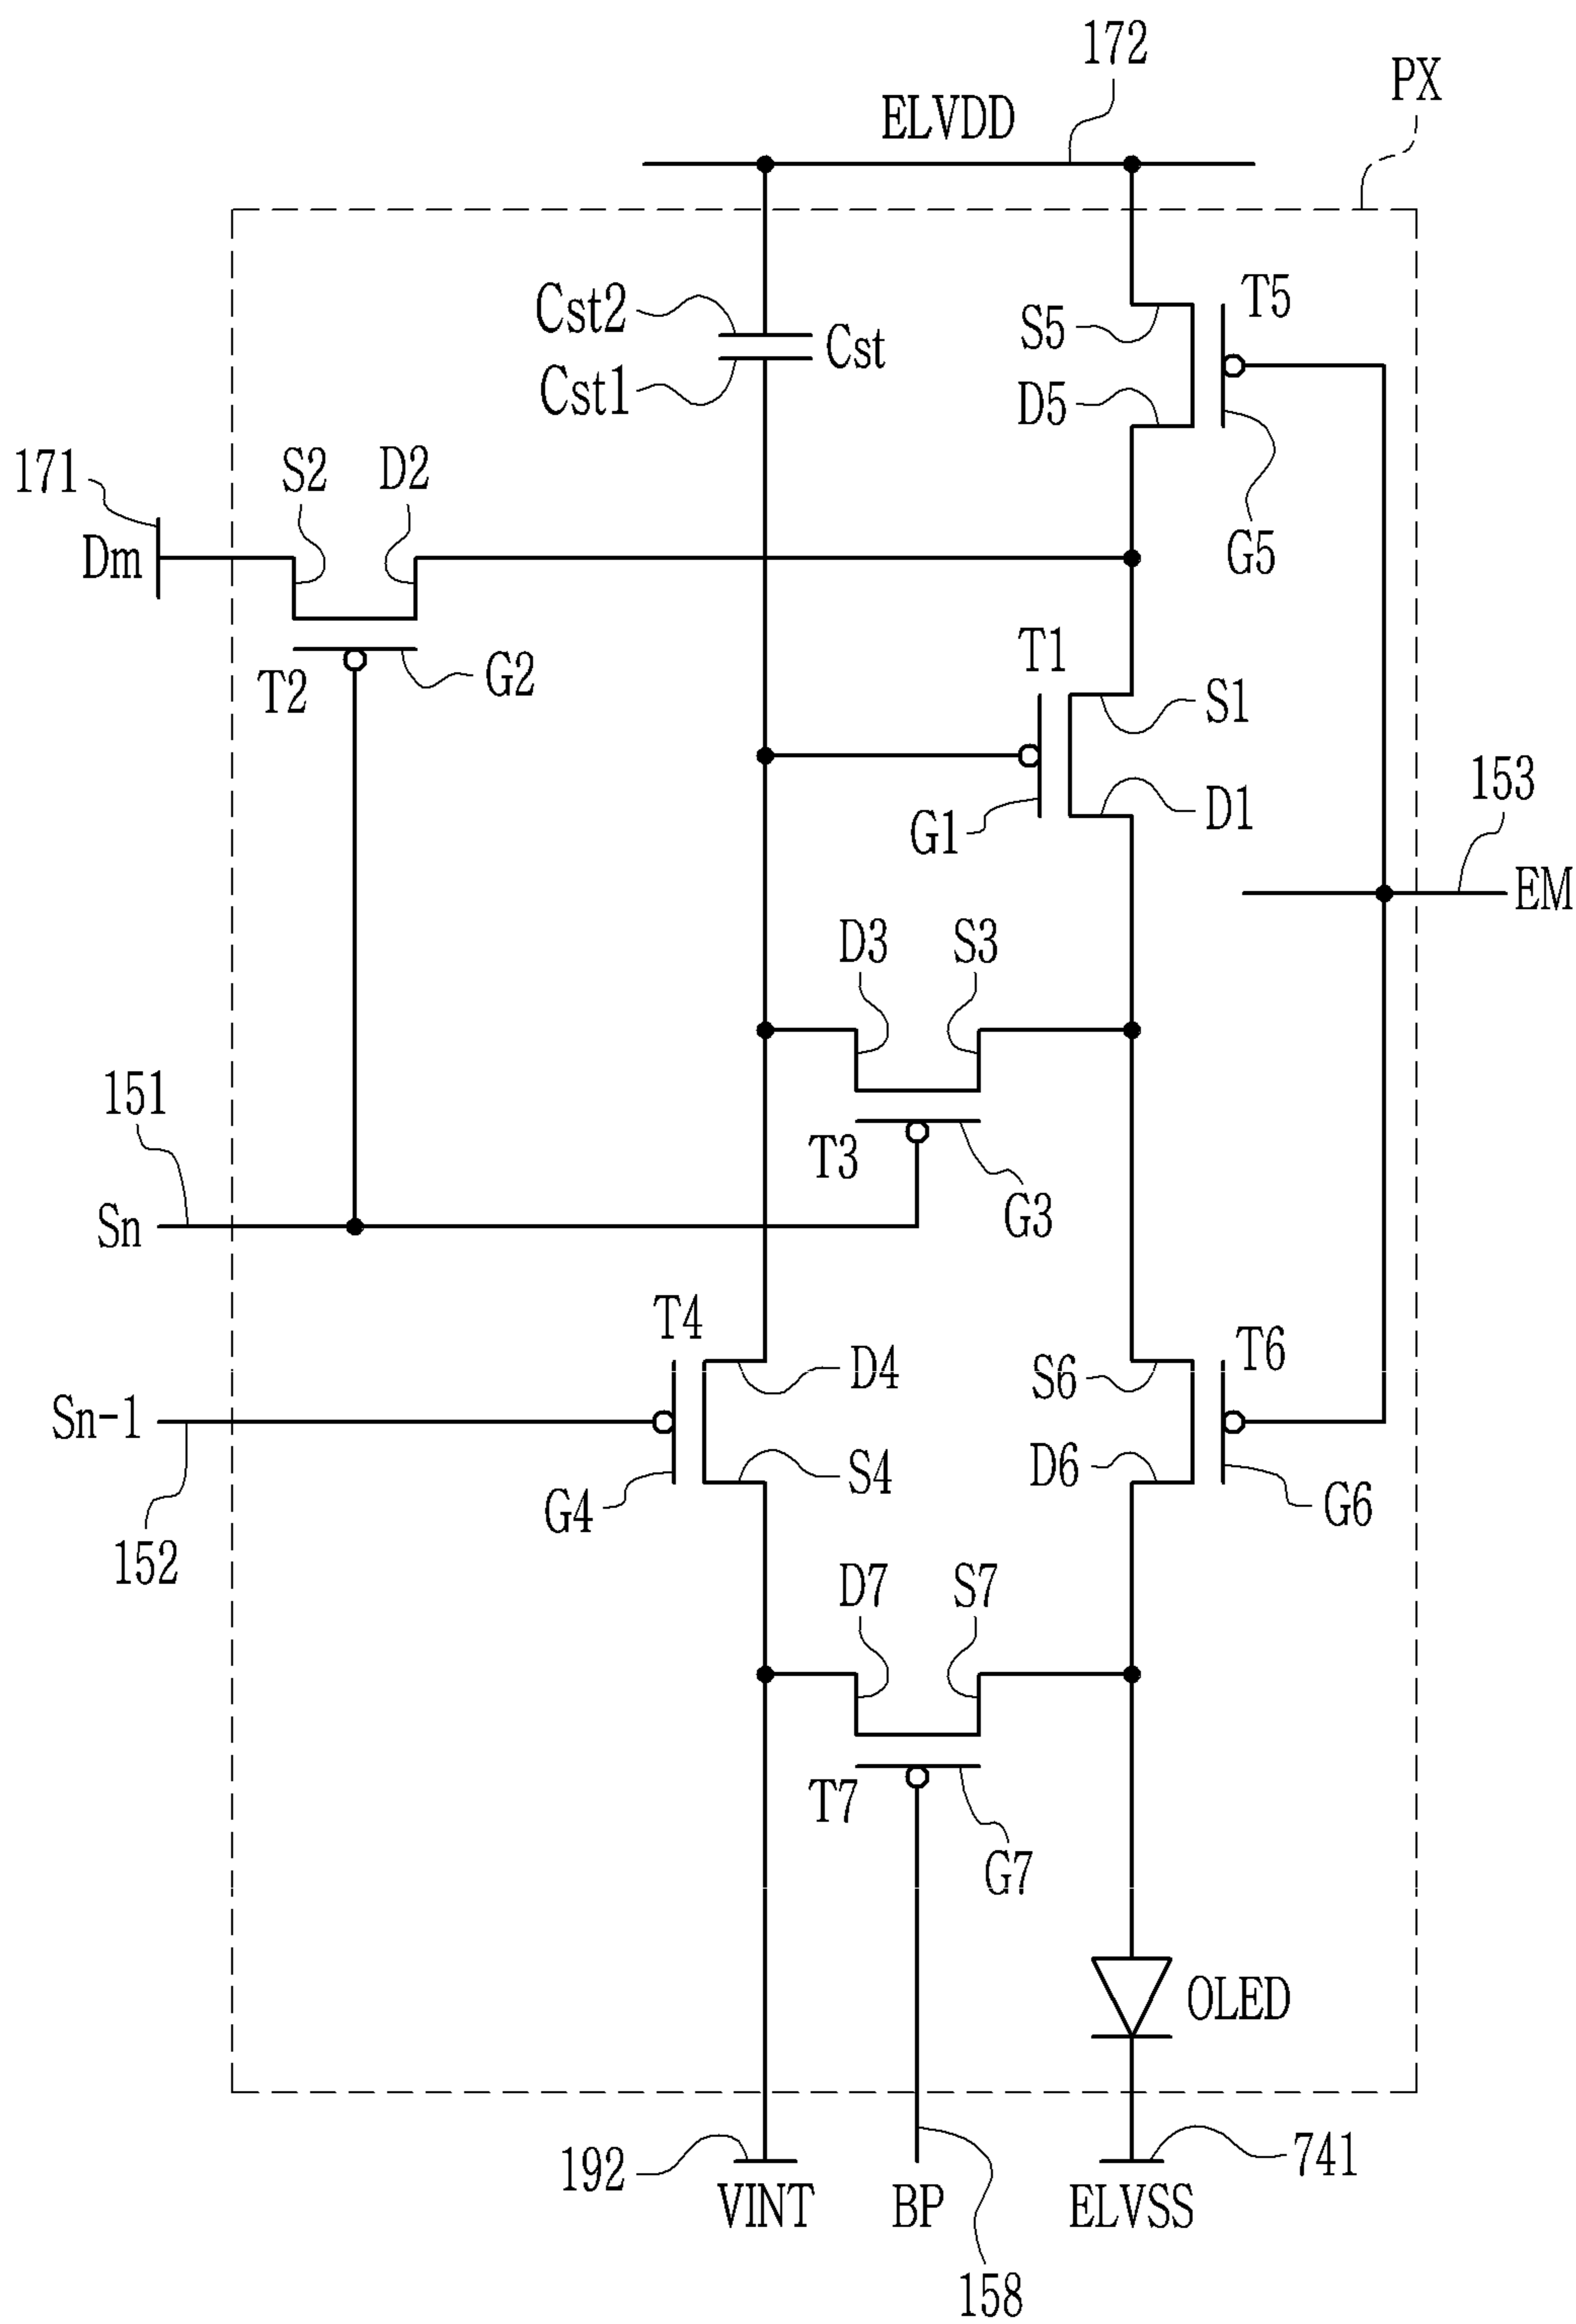 172
PX
ELVDD
Cst2
Cst
Cst1
S5
T5
D5
G5
171
S2
D2
Dm
T2
G2
T1
S1
G1
D1
153
EM
D3
S3
151
T3
G3
Sn
T4
D4
S6
T6
Sn-1
G4
S4
D6
G6
152
D7
S7
T7
G7
OLED
192
VINT
BP
ELVSS
741
158